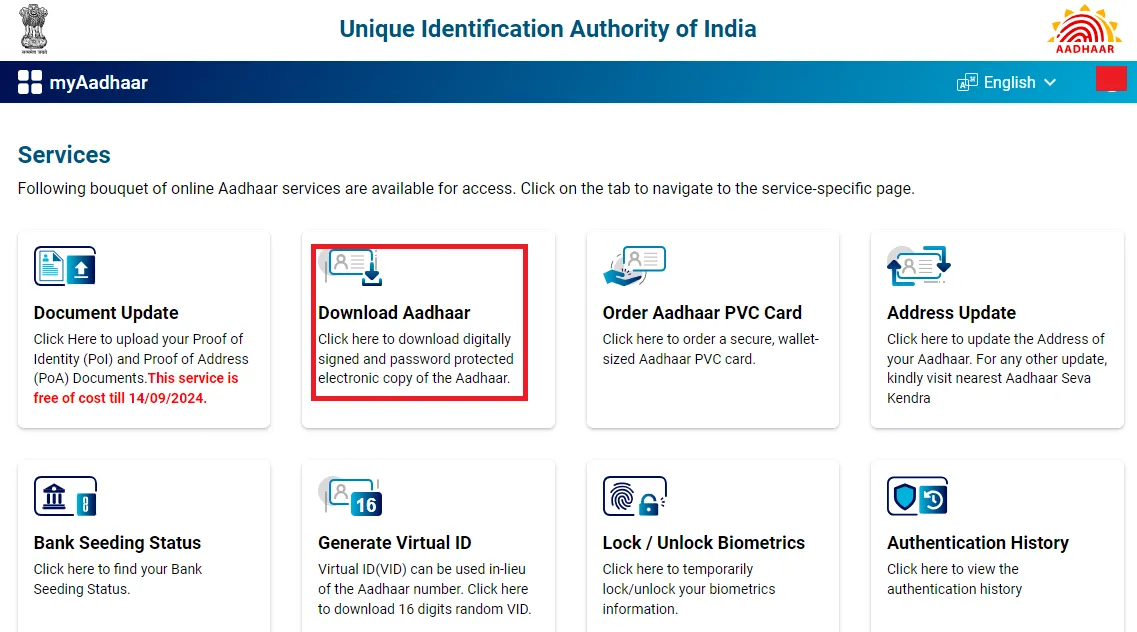 Unique Identification Authority of India
AADHAAR
myAadhaar
English
Services
Following bouquet of online Aadhaar services are available for access. Click on the tab to navigate to the service-specific page.
Document Update
Click Here to upload your Proof of
Identity (PoI) and Proof of Address
(PoA) Documents.This service is
free of cost till 14/09/2024.
Download Aadhaar
Click here to download digitally
signed and password protected
electronic copy of the Aadhaar.
Order Aadhaar PVC Card
Click here to order a secure, wallet-
sized Aadhaar PVC card.
Address Update
Click here to update the Address of
your Aadhaar. For any other update,
kindly visit nearest Aadhaar Seva
Kendra
Bank Seeding Status
Click here to find your Bank
Seeding Status.
16
Generate Virtual ID
Virtual ID(VID) can be used in-lieu
of the Aadhaar number. Click here
to download 16 digits random VID.
Lock / Unlock Biometrics
Click here to temporarily
lock/unlock your biometrics
information.
Authentication History
Click here to view the
authentication history